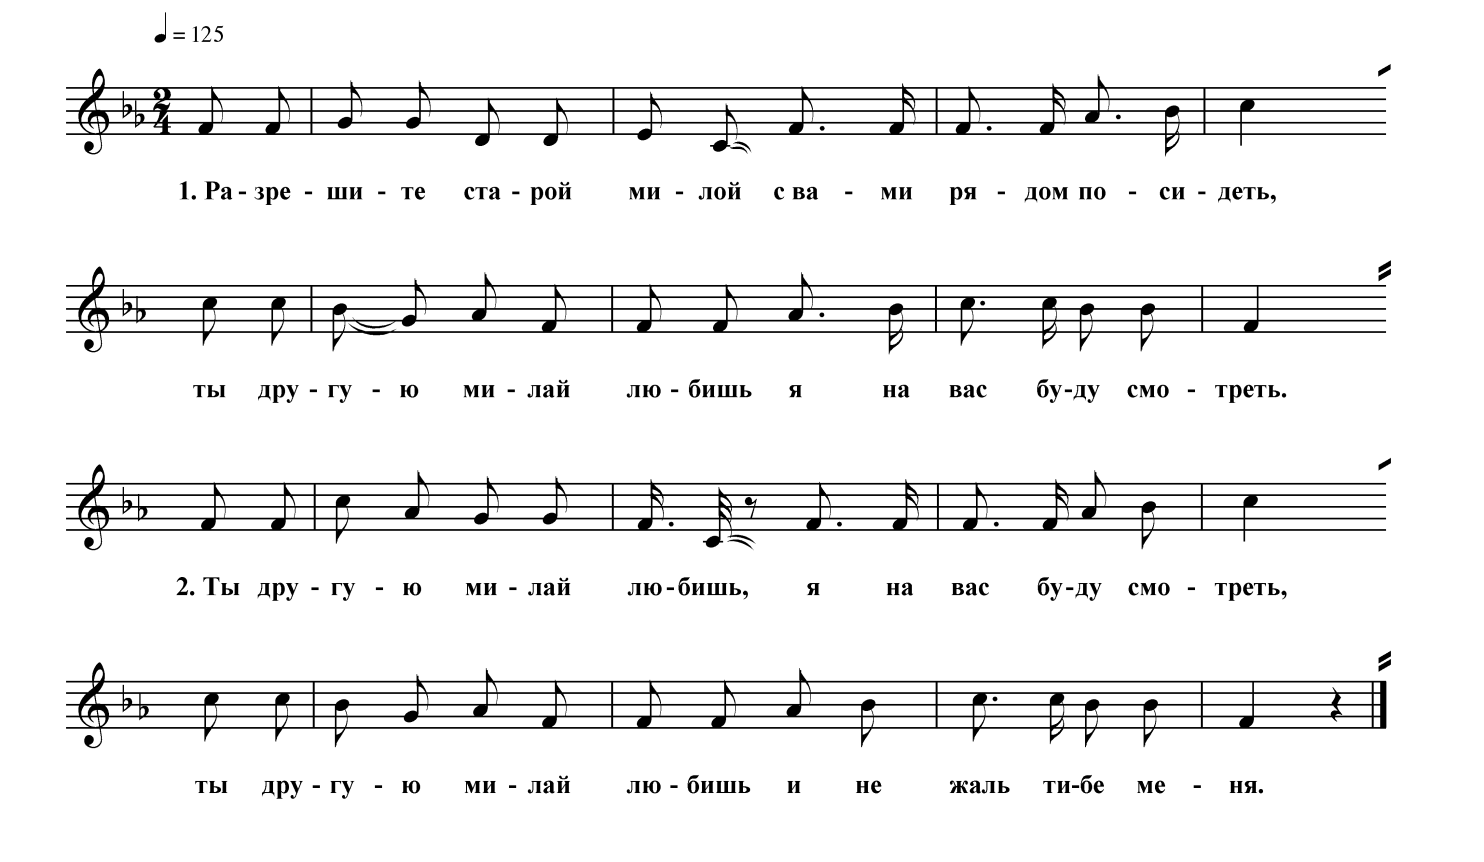 = 125
2
4
1. Ра - зре - ши - те ста - рой ми - лой с ва - ми ря - дом по - си - деть,
ты дру - гу - ю ми - лай лю - бишь я на вас бу - ду смо - треть.
2. Ты дру - гу - ю ми - лай лю - бишь, я на вас бу - ду смо - треть,
ты дру - гу - ю ми - лай лю - бишь и не жаль ти - бе ме - ня.